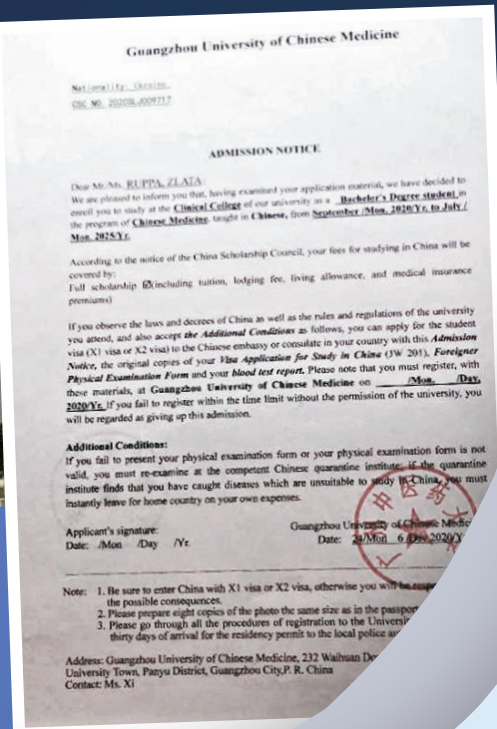 Guangzhou University of Chinese Medicine
Nationality: Ukraine
CSC NO.
ADMISSION NOTICE
Dear Mr./Ms. RUPPA, ZLATA:
We are pleased to inform you that, having examined your application material, we have decided to
enroll you to study at the Clinical College of our university as a Bachelor's Degree student in
the program of Chinese Medicine, taught in Chinese, from September /Mon. 2020/Yr. to July /
Mon. 2025/Yr.
According to the notice of the China Scholarship Council, your fees for studying in China will be
covered by:
Full scholarship ☑(including tuition, lodging fee, living allowance, and medical insurance
premiums)
If you observe the laws and decrees of China as well as the rules and regulations of the university
you attend, and also accept the Additional Conditions as follows, you can apply for the student
visa (X1 visa or X2 visa) to the Chinese embassy or consulate in your country with this Admission
Notice, the original copies of your Visa Application for Study in China (JW 201), Foreigner
Physical Examination Form and your blood test report. Please note that you must register, with
these materials, at Guangzhou University of Chinese Medicine on /Mon. /Day,
2020/Yr. If you fail to register within the time limit without the permission of the university, you
will be regarded as giving up this admission.
Additional Conditions:
If you fail to present your physical examination form or your physical examination form is not
valid, you must re-examine at the competent Chinese quarantine institute; if the quarantine
institute finds that you have caught diseases which are unsuitable to study in China, you must
instantly leave for home country on your own expenses.
Applicant's signature: Guangzhou University of Chinese Medic
Date: /Mon /Day /Yr. Date: /Mon 6 /Day 2020/Y
中医药大
Note: 1. Be sure to enter China with X1 visa or X2 visa, otherwise you will be resp
the possible consequences.
2. Please prepare eight copies of the photo the same size as in the passport
3. Please go through all the procedures of registration to the Universi
thirty days of arrival for the residency permit to the local police
Address: Guangzhou University of Chinese Medicine, 232 Waihuan Do
University Town, Panyu District, Guangzhou City, P. R. China
Contact: Ms. Xi